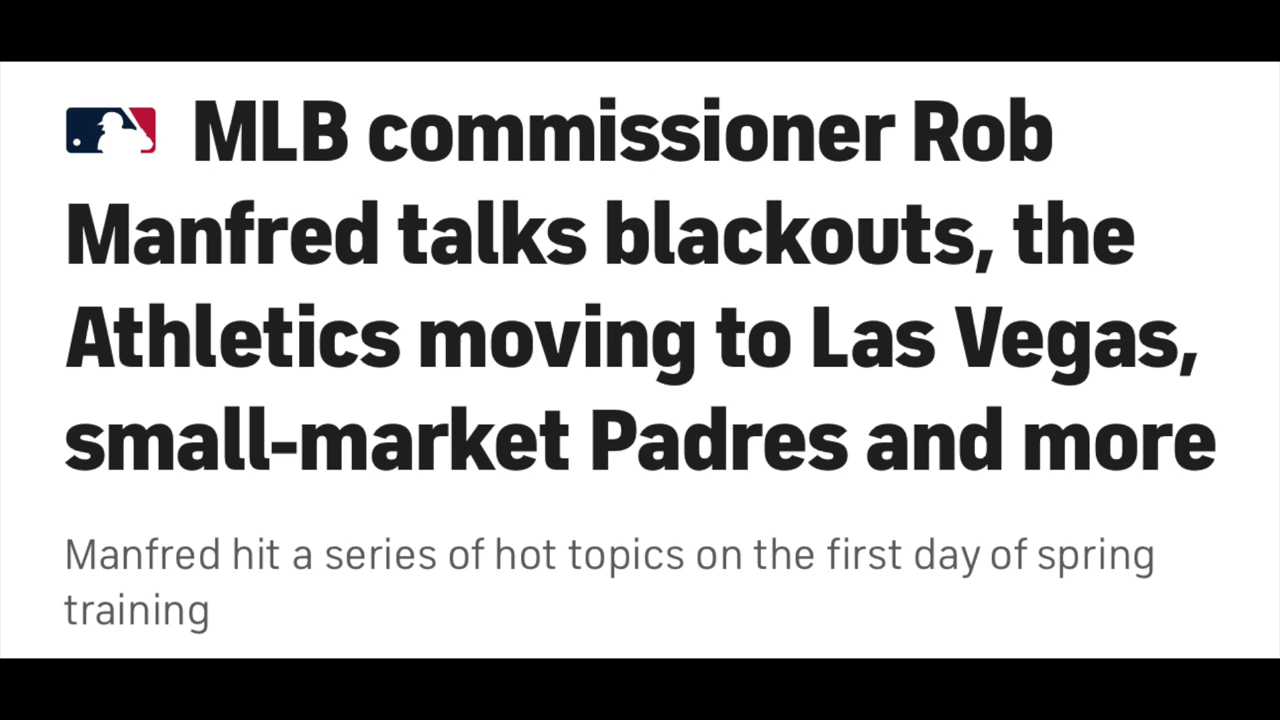 MLB commissioner Rob
Manfred talks blackouts, the
Athletics moving to Las Vegas,
small-market Padres and more
Manfred hit a series of hot topics on the first day of spring
training